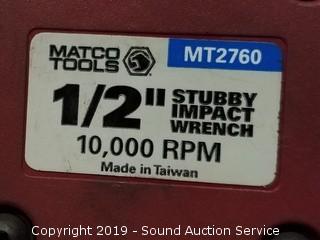 MATCO
TOOLS
MT2760
1/2" STUBBY
IMPACT
WRENCH
10,000 RPM
Made in Taiwan
Copyright 2019 - Sound Auction Service